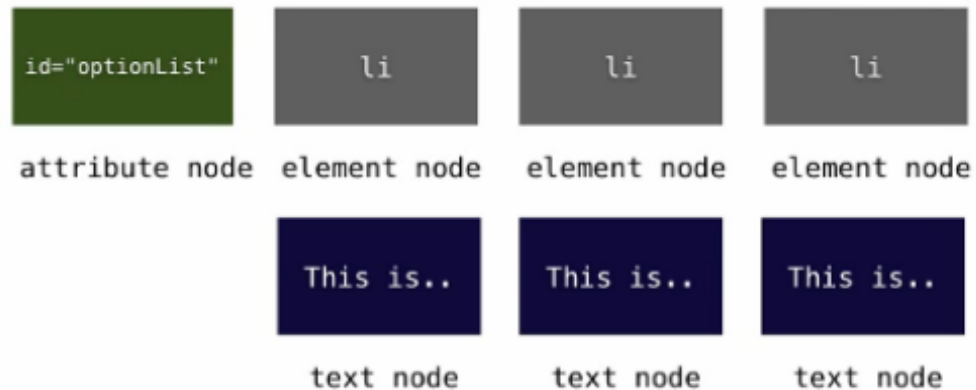 id="optionList" li li li
attribute node element node element node element node
This is.. This is.. This is..
text node text node text node